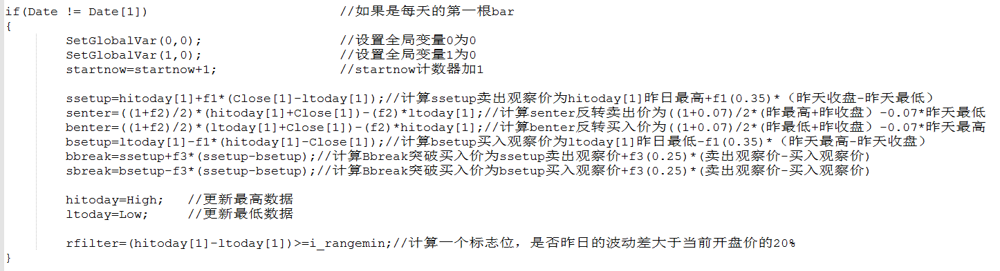 if(Date != Date[1]) //如果是每天的第一根bar
{
SetGlobalVar(0,0); //设置全局变量0为0
SetGlobalVar(1,0); //设置全局变量1为0
startnow=startnow+1; //startnow计数器加1
ssetup=hitoday[1]+f1*(Close[1]-ltoday[1]);//计算ssetup卖出观察价为hitoday[1]昨日最高+f1(0.35)*（昨天收盘-昨天最低）
senter=((1+f2)/2)*(hitoday[1]+Close[1])-(f2)*ltoday[1];//计算senter反转卖出价为((1+0.07)/2*(昨最高+昨收盘）-0.07*昨天最低
benter=((1+f2)/2)*(ltoday[1]+Close[1])-(f2)*hitoday[1];//计算benter反转买入价为((1+0.07)/2*(昨最低+昨收盘）-0.07*昨天最高
bsetup=ltoday[1]-f1*(hitoday[1]-Close[1]);//计算bsetup买入观察价为ltoday[1]昨日最低-f1(0.35)*（昨天最高-昨天收盘）
bbreak=ssetup+f3*(ssetup-bsetup);//计算Bbreak突破买入价为ssetup卖出观察价+f3(0.25)*(卖出观察价-买入观察价)
sbreak=bsetup-f3*(ssetup-bsetup);//计算Bbreak突破买入价为bsetup买入观察价+f3(0.25)*(卖出观察价-买入观察价)
hitoday=High; //更新最高数据
ltoday=Low; //更新最低数据
rfilter=(hitoday[1]-ltoday[1])>=i_rangemin;//计算一个标志位，是否昨日的波动差大于当前开盘价的20%
}